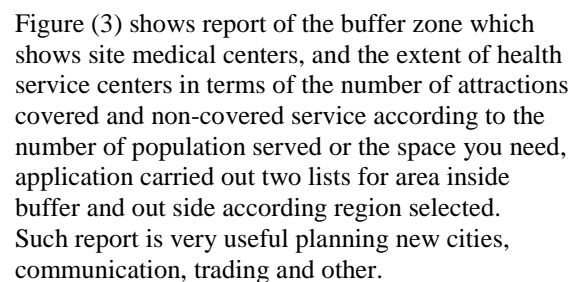 Figure (3) shows report of the buffer zone which
shows site medical centers, and the extent of health
service centers in terms of the number of attractions
covered and non-covered service according to the
number of population served or the space you need,
application carried out two lists for area inside
buffer and out side according region selected.
Such report is very useful planning new cities,
communication, trading and other.